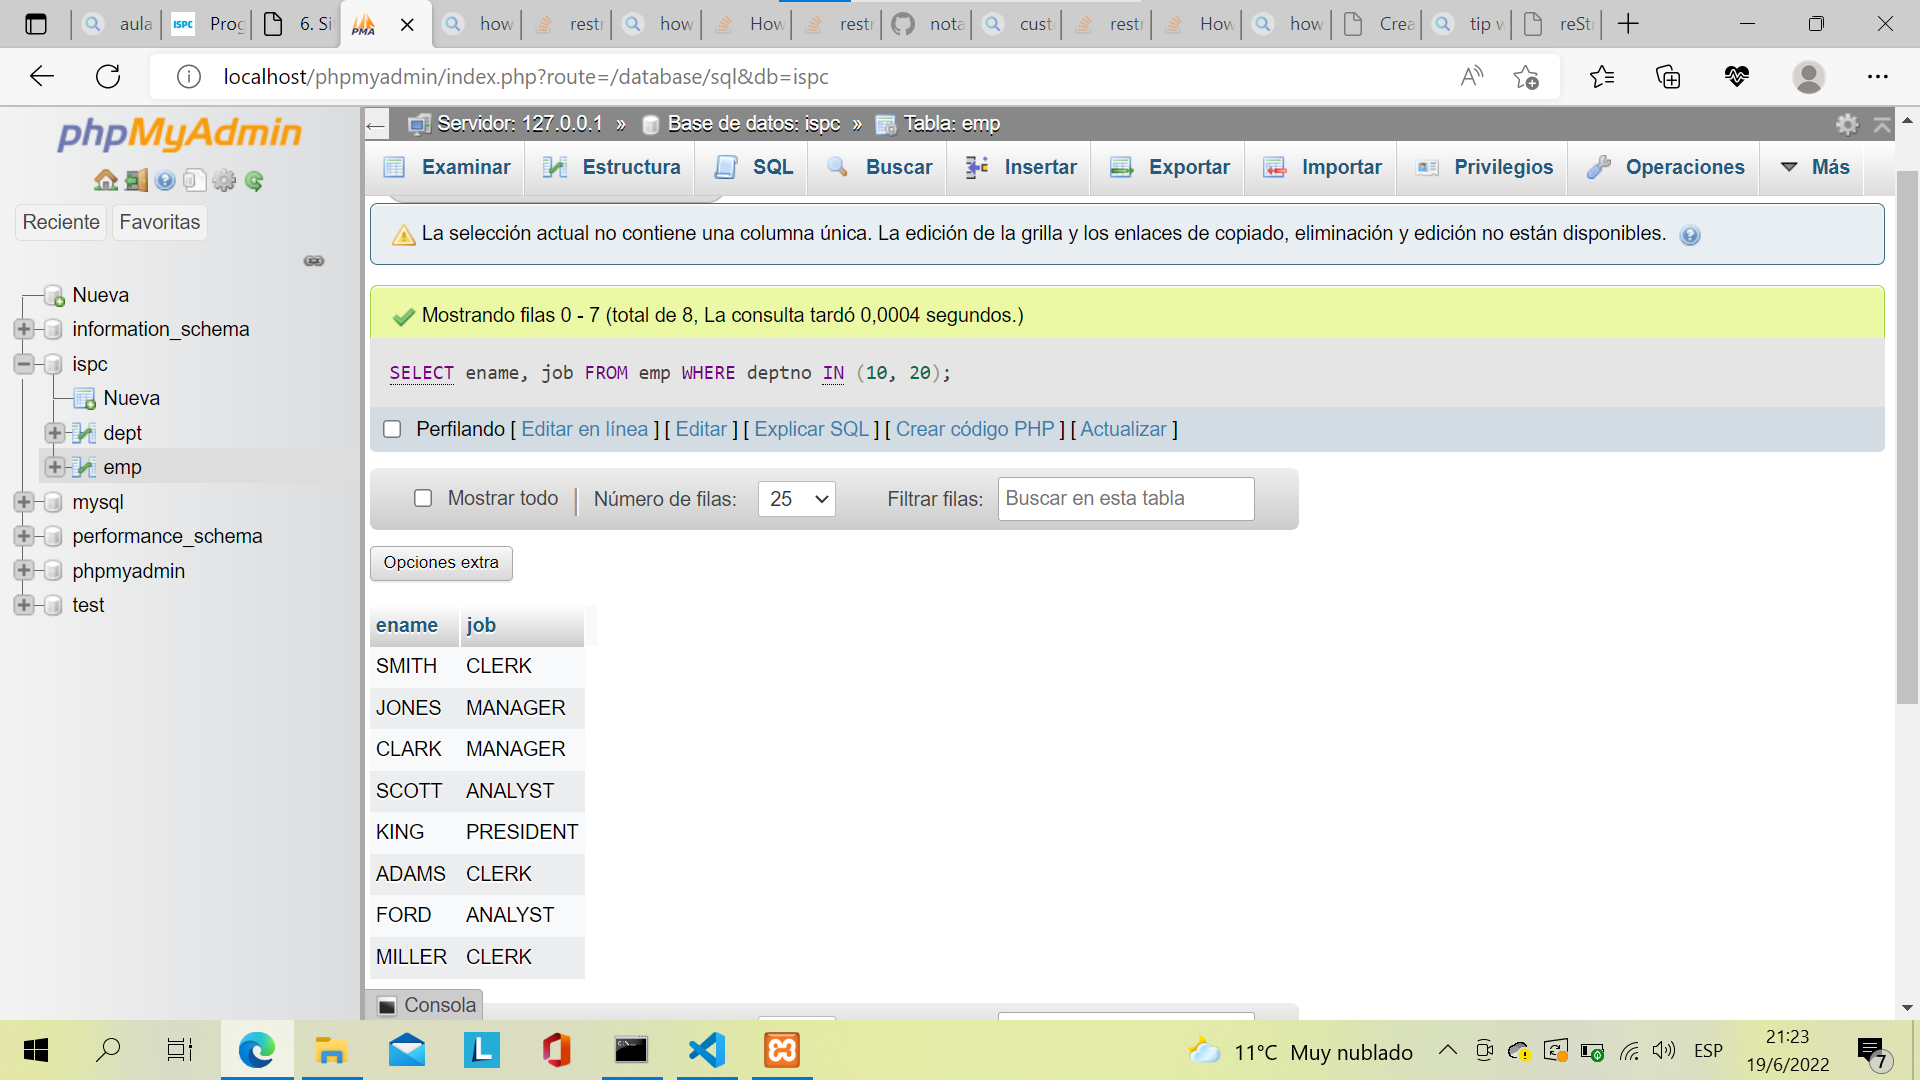 aula
ISPC Prog
6. Si
PMA
how
restr
how
How
restr
nota
cust
restr
How
how
Crea
tip w
reStr
localhost/phpmyadmin/index.php?route=/database/sql&db=ispc
phpMyAdmin
Reciente Favoritas
Nueva
information_schema
ispc
Nueva
dept
emp
mysql
performance_schema
phpmyadmin
test
Servidor: 127.0.0.1 » Base de datos: ispc » Tabla: emp
Examinar Estructura SQL Buscar Insertar Exportar Importar Privilegios Operaciones Más
La selección actual no contiene una columna única. La edición de la grilla y los enlaces de copiado, eliminación y edición no están disponibles.
Mostrando filas 0 - 7 (total de 8, La consulta tardó 0,0004 segundos.)
SELECT ename, job FROM emp WHERE deptno IN (10, 20);
Perfilando [ Editar en línea ] [ Editar ] [ Explicar SQL ] [ Crear código PHP ] [ Actualizar ]
Mostrar todo | Número de filas: 25 Filtrar filas: Buscar en esta tabla
Opciones extra
ename job
SMITH CLERK
JONES MANAGER
CLARK MANAGER
SCOTT ANALYST
KING PRESIDENT
ADAMS CLERK
FORD ANALYST
MILLER CLERK
Consola
11°C Muy nublado
ESP
21:23
19/6/2022
7